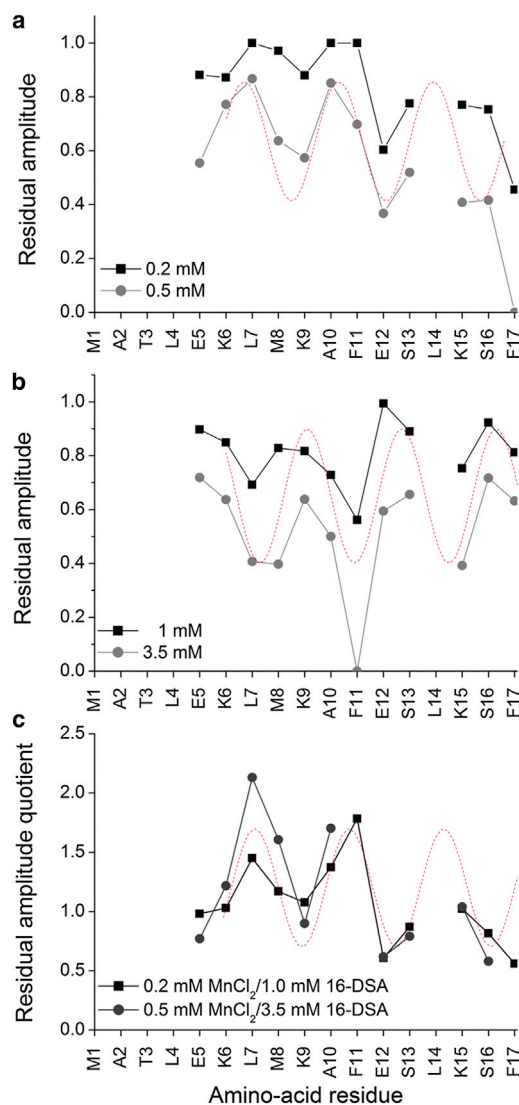 a
Residual amplitude
1.0
0.8
0.6
0.4
0.2
0.0
0.2 mM
0.5 mM
M1 A2 T3 L4 E5 K6 L7 M8 K9 A10 F11 E12 S13 L14 K15 S16 F17
b
Residual amplitude
1.0
0.8
0.6
0.4
0.2
0.0
1 mM
3.5 mM
M1 A2 T3 L4 E5 K6 L7 M8 K9 A10 F11 E12 S13 L14 K15 S16 F17
c
Residual amplitude quotient
2.5
2.0
1.5
1.0
0.5
0.0
0.2 mM MnCl₂/1.0 mM 16-DSA
0.5 mM MnCl₂/3.5 mM 16-DSA
M1 A2 T3 L4 E5 K6 L7 M8 K9 A10 F11 E12 S13 L14 K15 S16 F17
Amino-acid residue